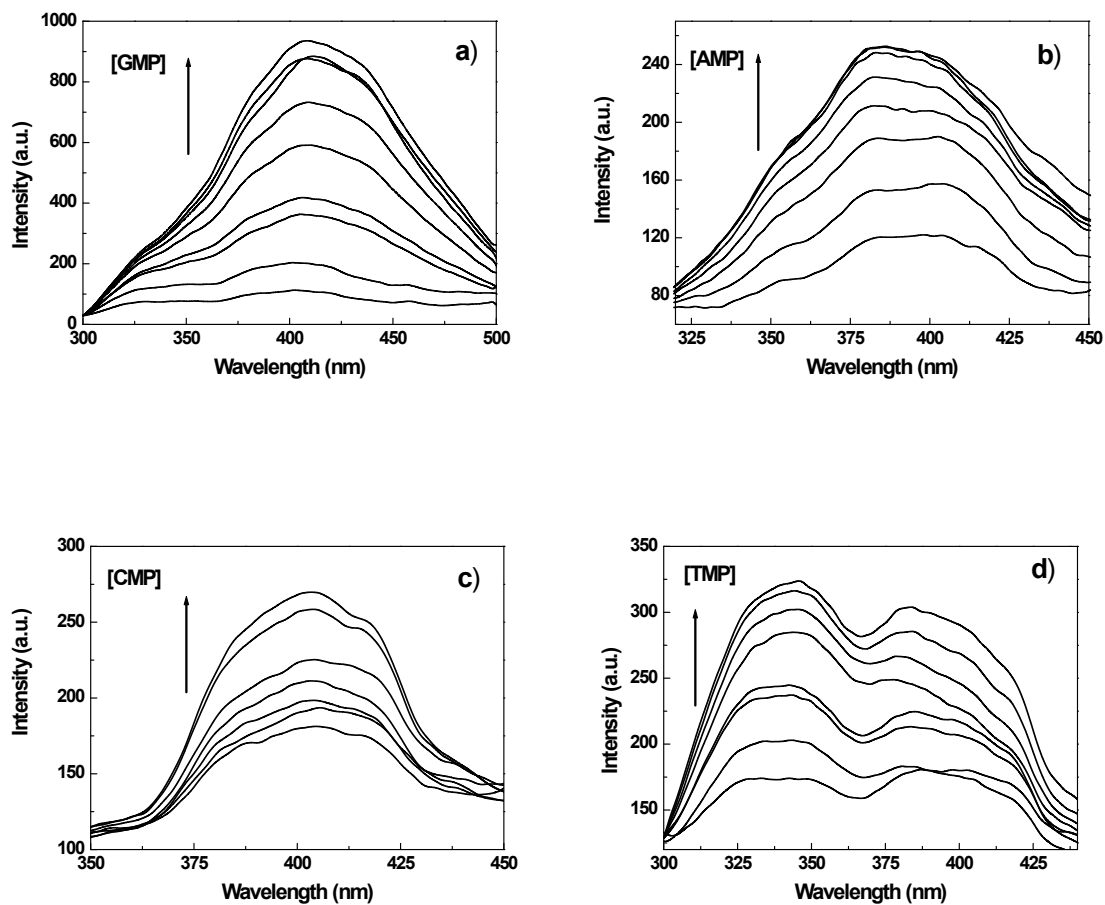 a)
[GMP]
Intensity (a.u.)
1000
800
600
400
200
0
300 350 400 450 500
Wavelength (nm)
b)
[AMP]
Intensity (a.u.)
240
200
160
120
80
325 350 375 400 425 450
Wavelength (nm)
c)
[CMP]
Intensity (a.u.)
300
250
200
150
100
350 375 400 425 450
Wavelength (nm)
d)
[TMP]
Intensity (a.u.)
350
300
250
200
150
300 325 350 375 400 425
Wavelength (nm)